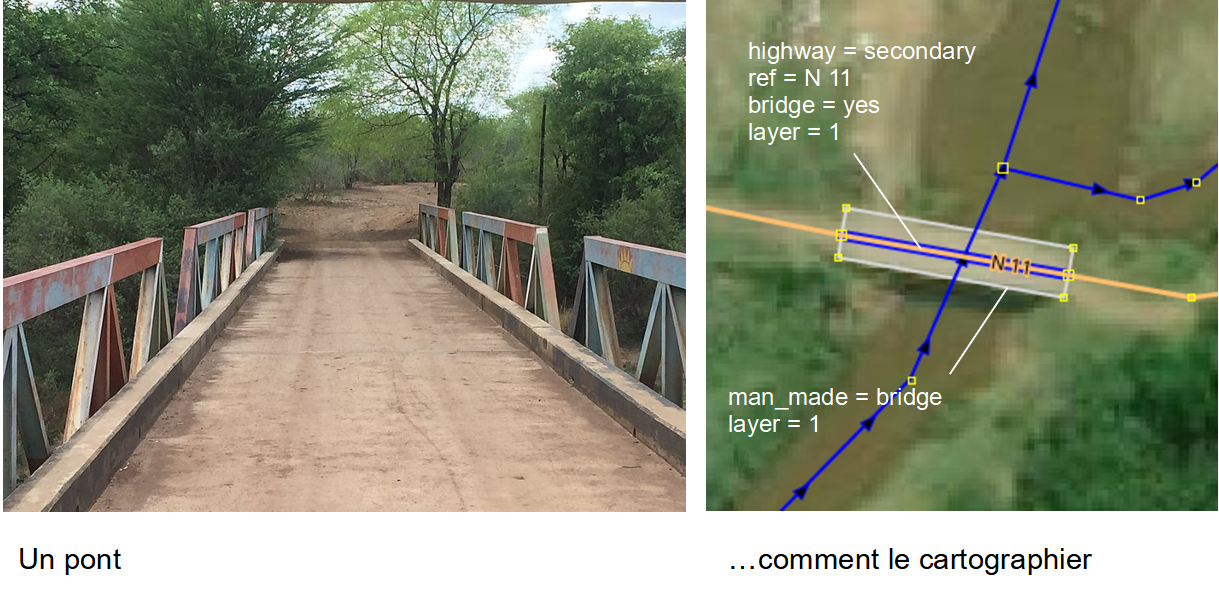 highway = secondary
ref = N 11
bridge = yes
layer = 1
N 11
man_made = bridge
layer = 1
Un pont
…comment le cartographier